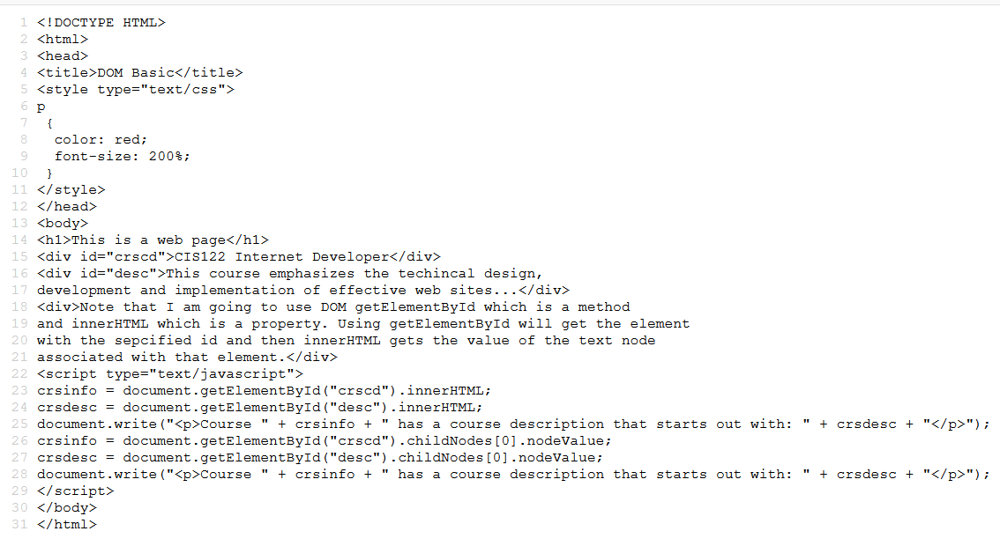 1 <!DOCTYPE HTML>
2 <html>
3 <head>
4 <title>DOM Basic</title>
5 <style type="text/css">
6 p
7  {
8   color: red;
9   font-size: 200%;
10  }
11 </style>
12 </head>
13 <body>
14 <h1>This is a web page</h1>
15 <div id="crscd">CIS122 Internet Developer</div>
16 <div id="desc">This course emphasizes the techincal design,
17 development and implementation of effective web sites...</div>
18 <div>Note that I am going to use DOM getElementById which is a method
19 and innerHTML which is a property. Using getElementById will get the element
20 with the sepcified id and then innerHTML gets the value of the text node
21 associated with that element.</div>
22 <script type="text/javascript">
23 crsinfo = document.getElementById("crscd").innerHTML;
24 crsdesc = document.getElementById("desc").innerHTML;
25 document.write("<p>Course " + crsinfo + " has a course description that starts out with: " + crsdesc + "</p>");
26 crsinfo = document.getElementById("crscd").childNodes[0].nodeValue;
27 crsdesc = document.getElementById("desc").childNodes[0].nodeValue;
28 document.write("<p>Course " + crsinfo + " has a course description that starts out with: " + crsdesc + "</p>");
29 </script>
30 </body>
31 </html>